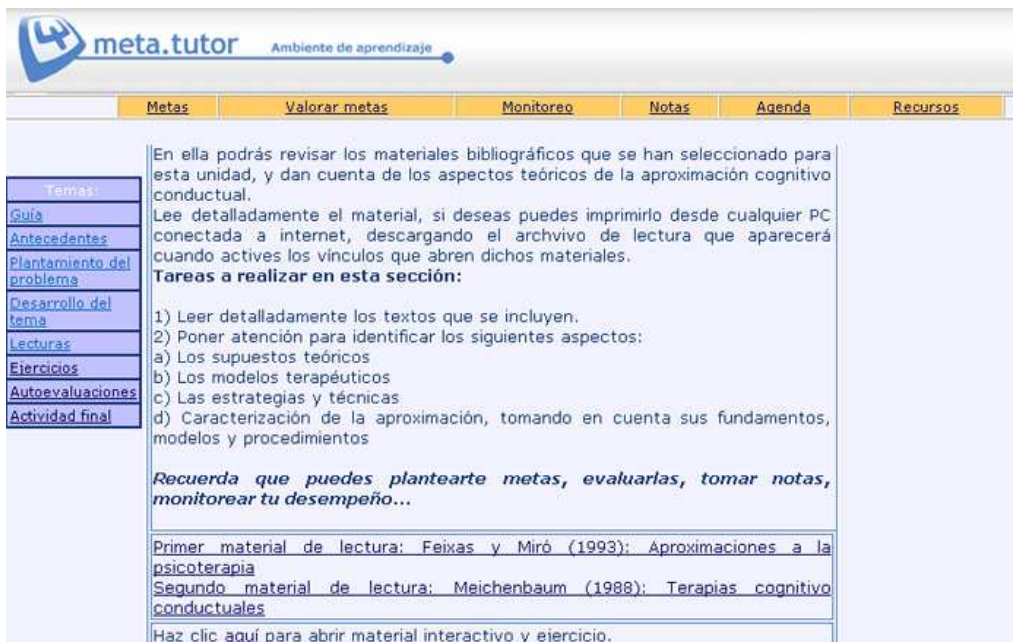 meta.tutor Ambiente de aprendizaje
Metas Valorar metas Monitoreo Notas Agenda Recursos
Temas:
Guía
Antecedentes
Plantamiento del
problema
Desarrollo del
tema
Lecturas
Ejercicios
Autoevaluaciones
Actividad final
En ella podrás revisar los materiales bibliográficos que se han seleccionado para
esta unidad, y dan cuenta de los aspectos teóricos de la aproximación cognitivo
conductual.
Lee detalladamente el material, si deseas puedes imprimirlo desde cualquier PC
conectada a internet, descargando el archvivo de lectura que aparecerá
cuando actives los vínculos que abren dichos materiales.
Tareas a realizar en esta sección:
1) Leer detalladamente los textos que se incluyen.
2) Poner atención para identificar los siguientes aspectos:
a) Los supuestos teóricos
b) Los modelos terapéuticos
c) Las estrategias y técnicas
d) Caracterización de la aproximación, tomando en cuenta sus fundamentos,
modelos y procedimientos
Recuerda que puedes plantearte metas, evaluarlas, tomar notas,
monitorear tu desempeño...
Primer material de lectura: Feixas y Miró (1993): Aproximaciones a la
psicoterapia
Segundo material de lectura: Meichenbaum (1988): Terapias cognitivo
conductuales
Haz clic aquí para abrir material interactivo y ejercicio.